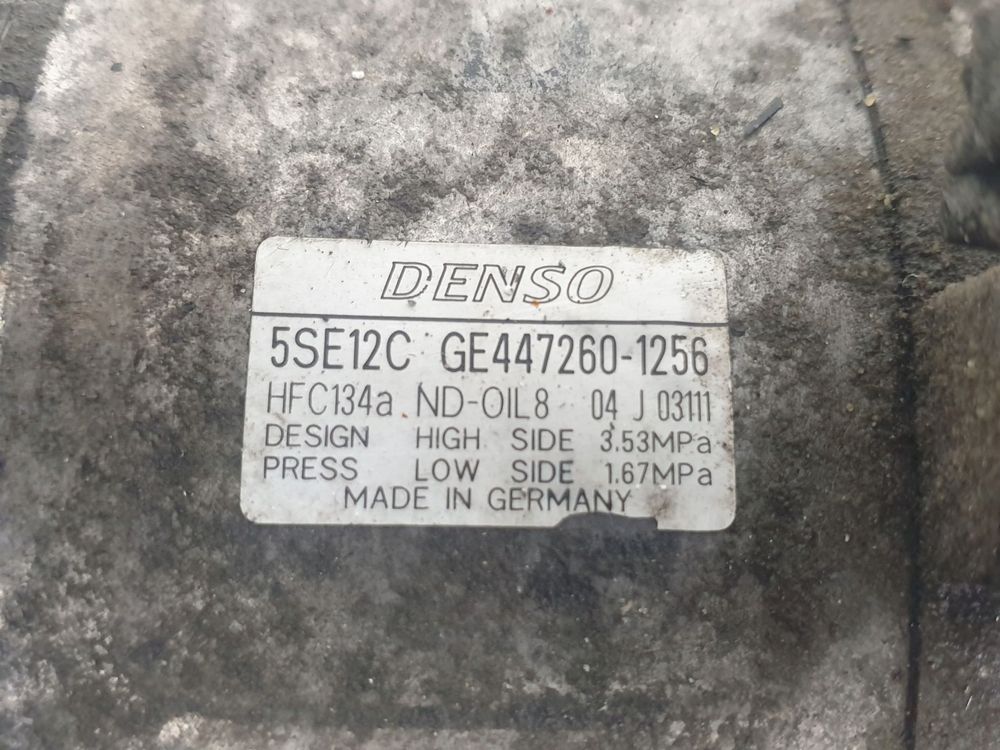 DENSO
5SE12C GE447260-1256
HFC134a ND-OIL8 04 J 03111
DESIGN HIGH SIDE 3.53MPa
PRESS LOW SIDE 1.67MPa
MADE IN GERMANY